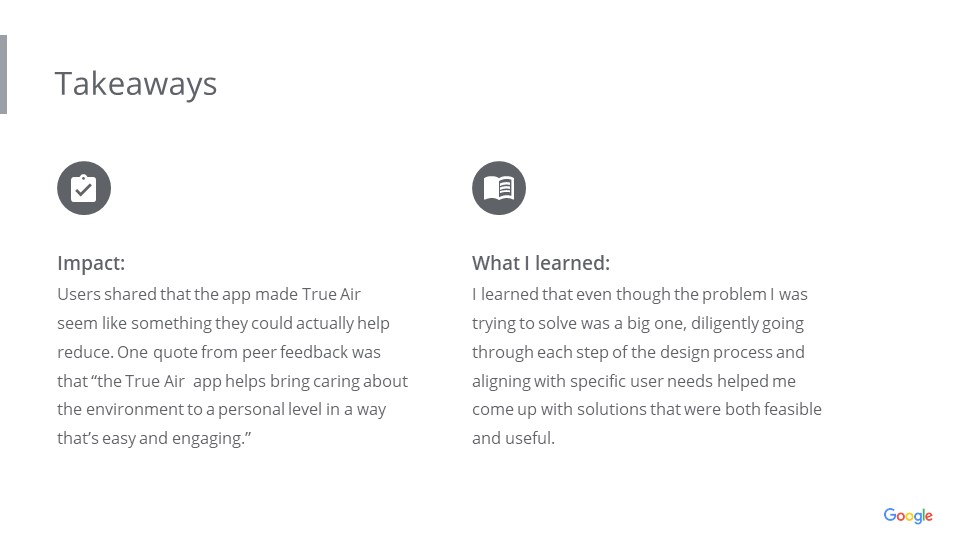 Takeaways
Impact:
Users shared that the app made True Air
seem like something they could actually help
reduce. One quote from peer feedback was
that “the True Air  app helps bring caring about
the environment to a personal level in a way
that’s easy and engaging.”
What I learned:
I learned that even though the problem I was
trying to solve was a big one, diligently going
through each step of the design process and
aligning with specific user needs helped me
come up with solutions that were both feasible
and useful.
Google